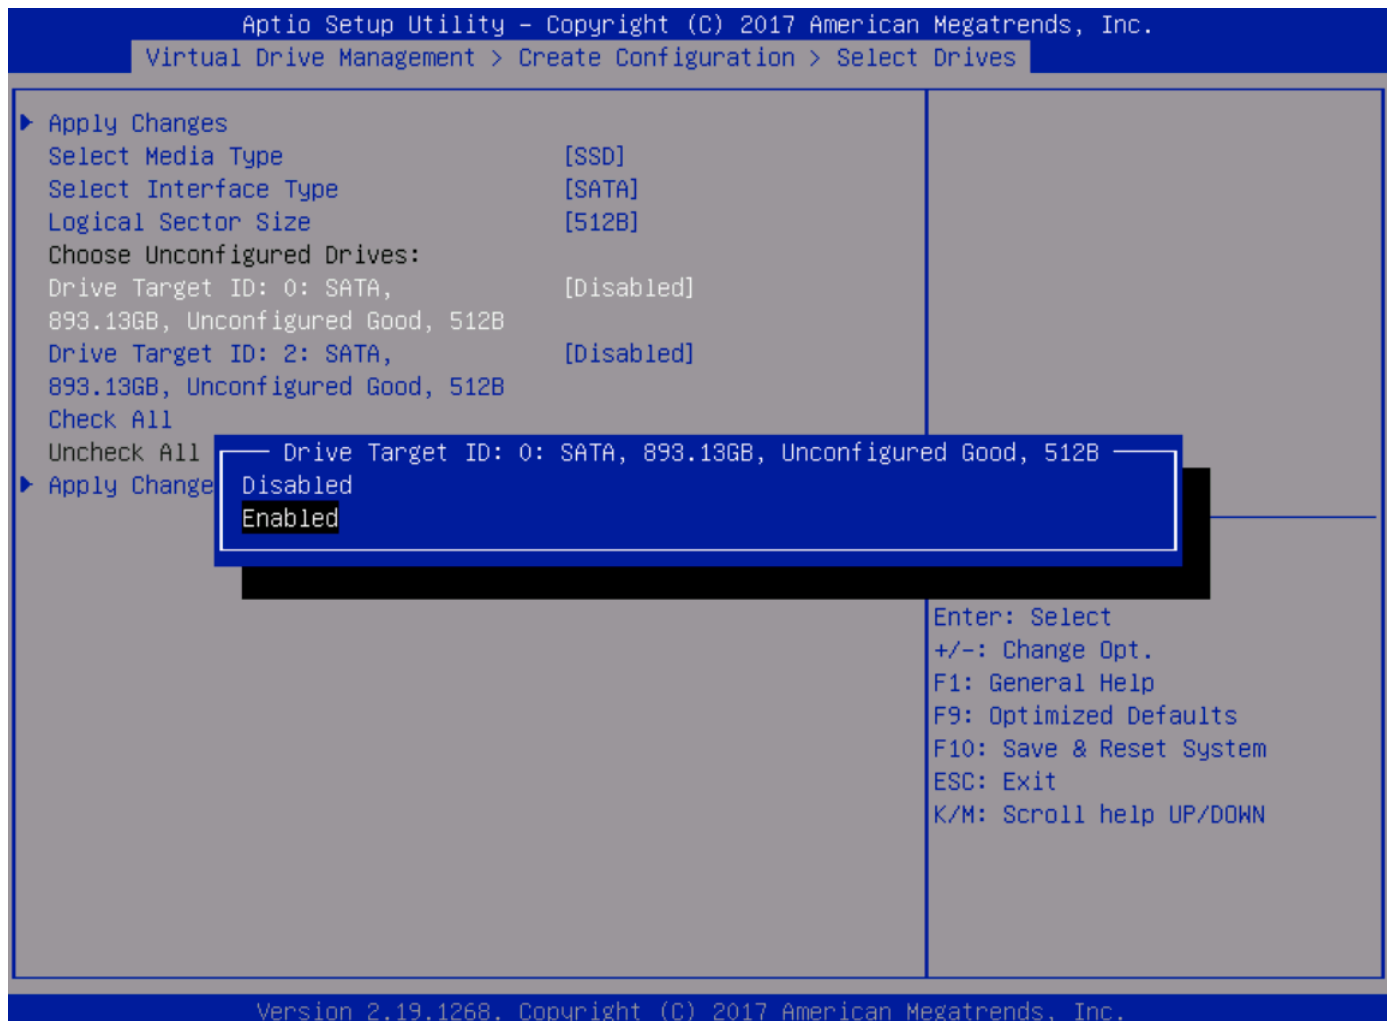 Aptio Setup Utility – Copyright (C) 2017 American Megatrends, Inc.
Virtual Drive Management > Create Configuration > Select Drives
Apply Changes
Select Media Type [SSD]
Select Interface Type [SATA]
Logical Sector Size [512B]
Choose Unconfigured Drives:
Drive Target ID: 0: SATA, [Disabled]
893.13GB, Unconfigured Good, 512B
Drive Target ID: 2: SATA, [Disabled]
893.13GB, Unconfigured Good, 512B
Check All
Uncheck All
Apply Change
Drive Target ID: 0: SATA, 893.13GB, Unconfigured Good, 512B
Disabled
Enabled
Enter: Select
+/-: Change Opt.
F1: General Help
F9: Optimized Defaults
F10: Save & Reset System
ESC: Exit
K/M: Scroll help UP/DOWN
Version 2.19.1268. Copyright (C) 2017 American Megatrends, Inc.